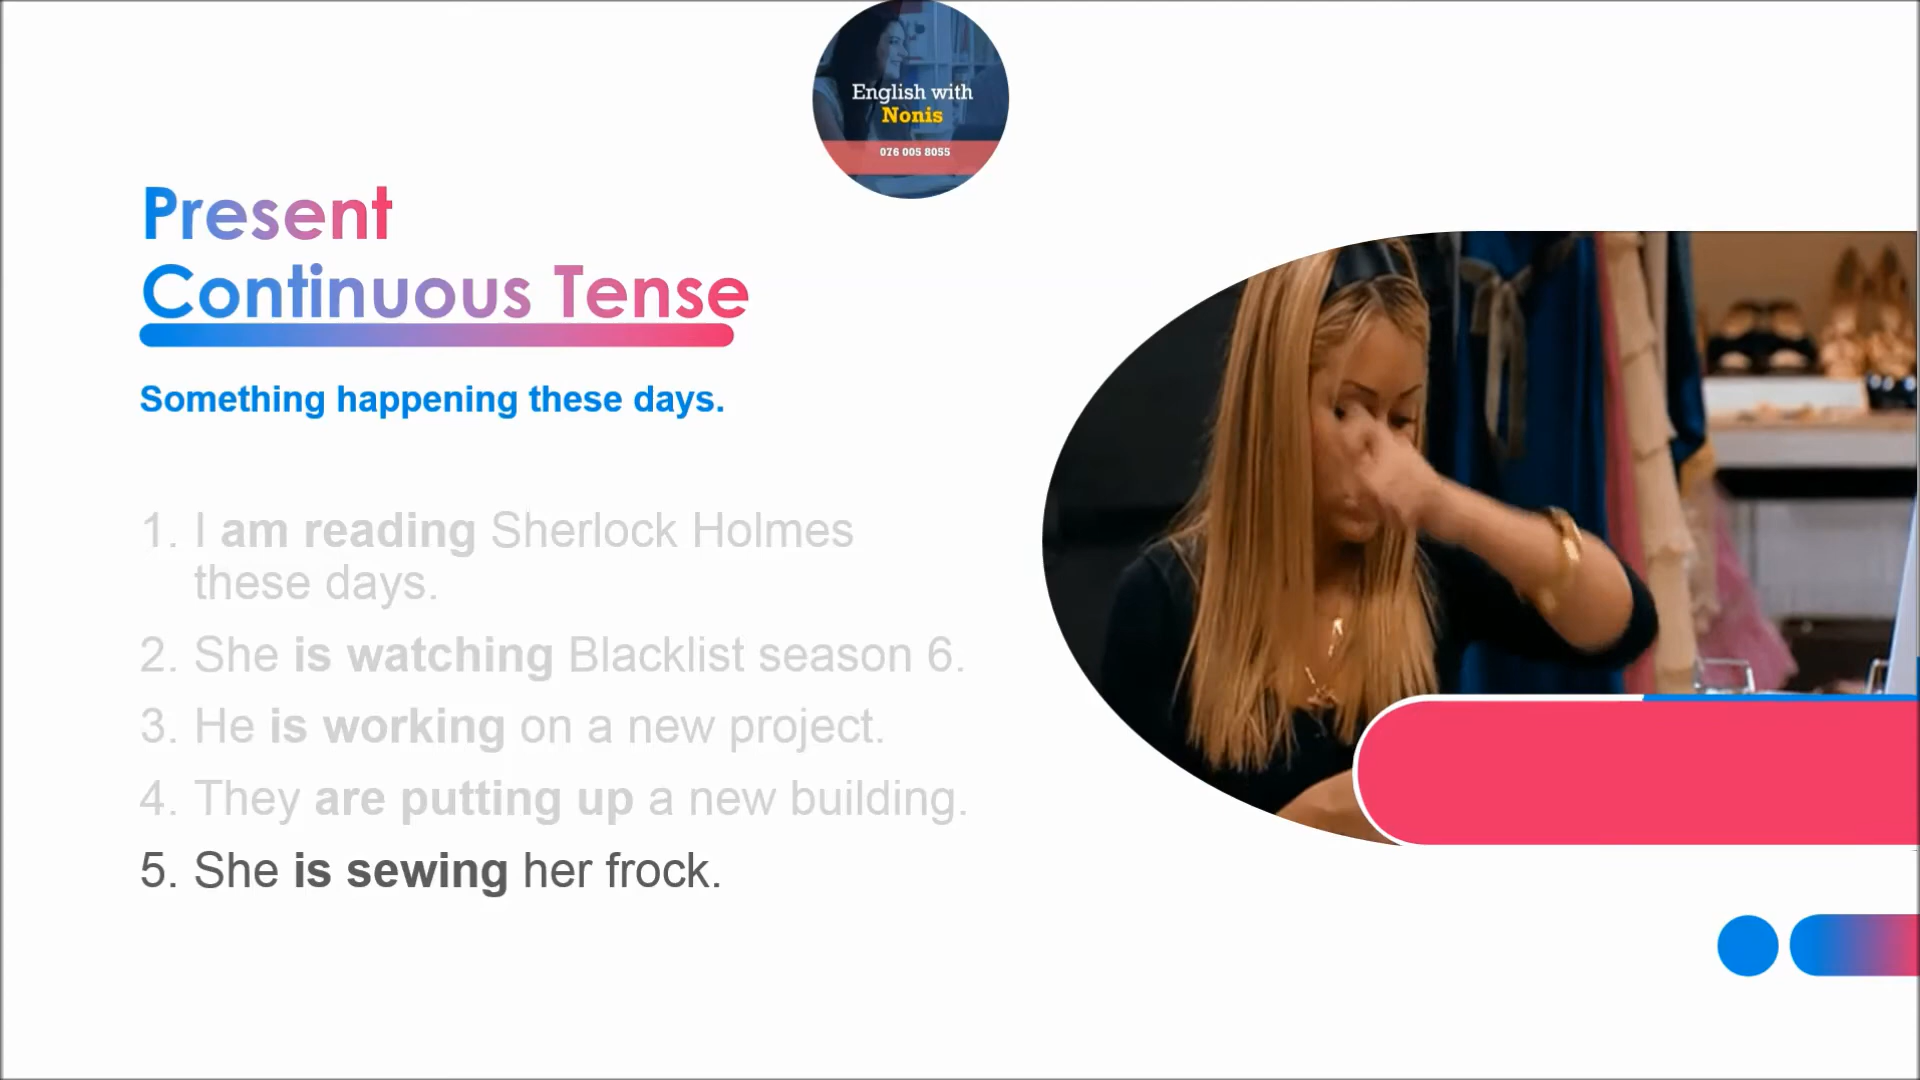 English with
Nonis
076 005 8055
Present
Continuous Tense
Something happening these days.
1. I am reading Sherlock Holmes
these days.
2. She is watching Blacklist season 6.
3. He is working on a new project.
4. They are putting up a new building.
5. She is sewing her frock.